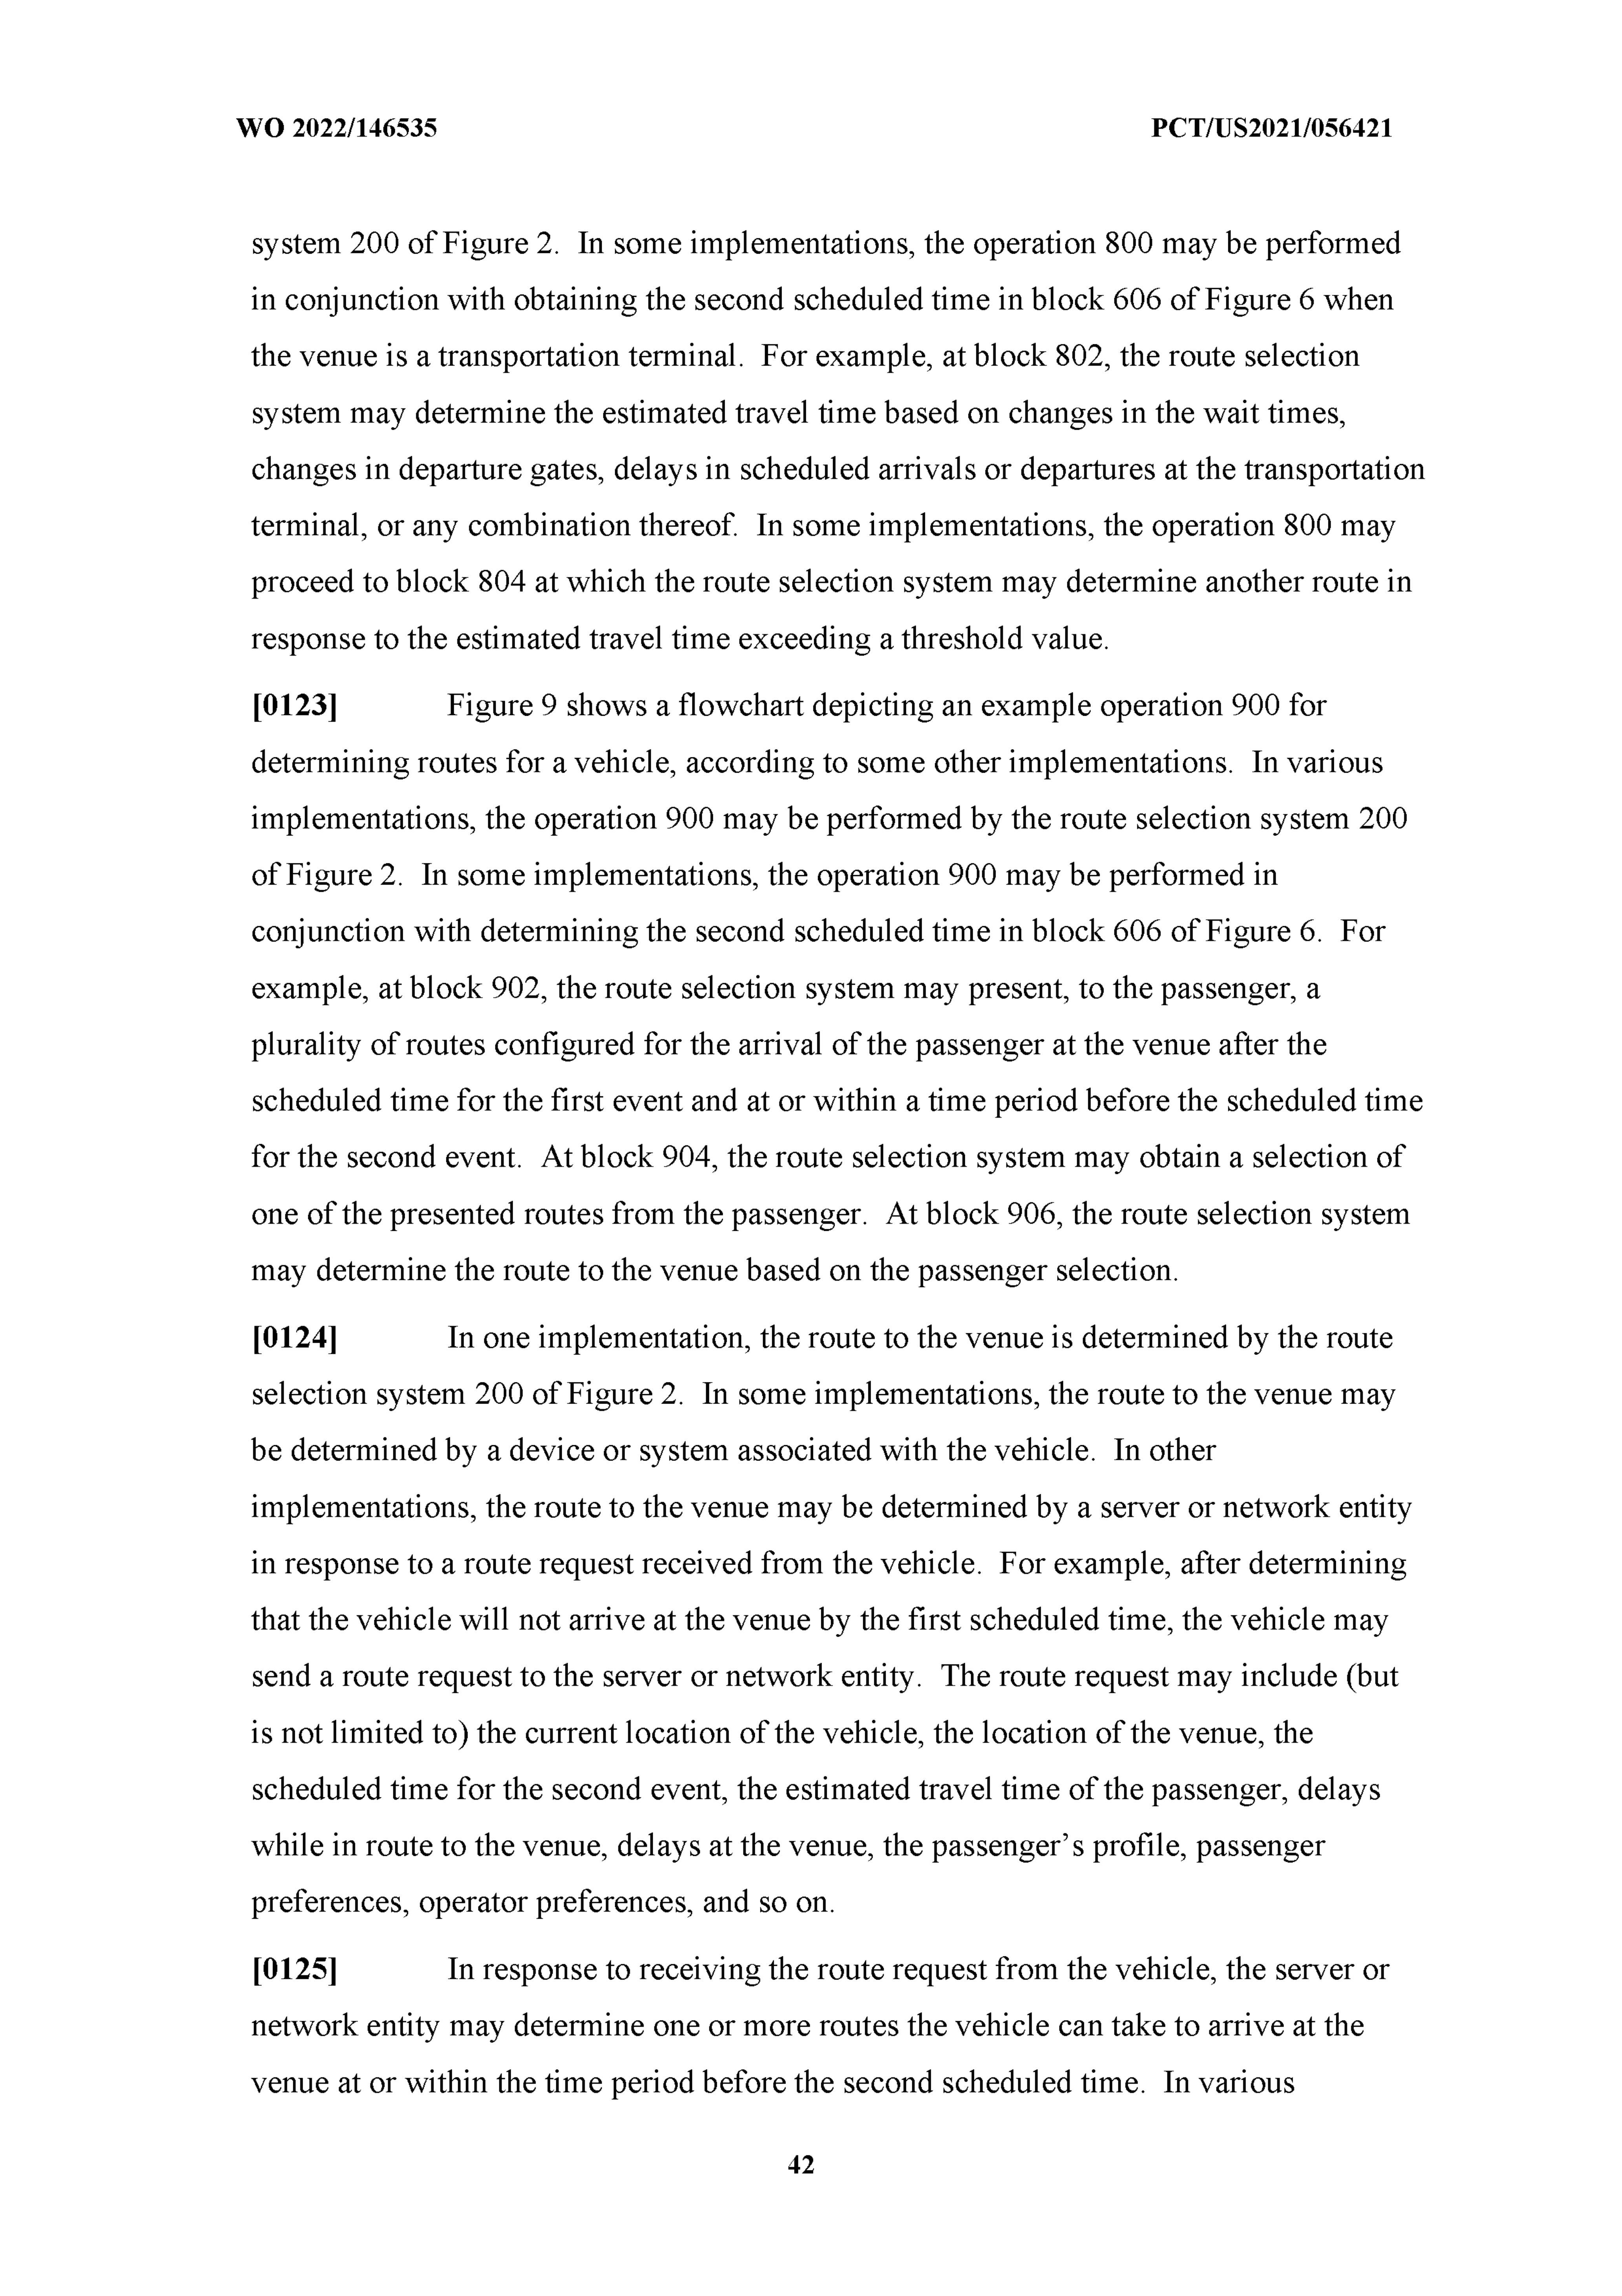 WO 2022/146535 PCT/US2021/056421
system 200 of Figure 2.  In some implementations, the operation 800 may be performed
in conjunction with obtaining the second scheduled time in block 606 of Figure 6 when
the venue is a transportation terminal.  For example, at block 802, the route selection
system may determine the estimated travel time based on changes in the wait times,
changes in departure gates, delays in scheduled arrivals or departures at the transportation
terminal, or any combination thereof.  In some implementations, the operation 800 may
proceed to block 804 at which the route selection system may determine another route in
response to the estimated travel time exceeding a threshold value.
[0123] Figure 9 shows a flowchart depicting an example operation 900 for
determining routes for a vehicle, according to some other implementations.  In various
implementations, the operation 900 may be performed by the route selection system 200
of Figure 2.  In some implementations, the operation 900 may be performed in
conjunction with determining the second scheduled time in block 606 of Figure 6.  For
example, at block 902, the route selection system may present, to the passenger, a
plurality of routes configured for the arrival of the passenger at the venue after the
scheduled time for the first event and at or within a time period before the scheduled time
for the second event.  At block 904, the route selection system may obtain a selection of
one of the presented routes from the passenger.  At block 906, the route selection system
may determine the route to the venue based on the passenger selection.
[0124] In one implementation, the route to the venue is determined by the route
selection system 200 of Figure 2.  In some implementations, the route to the venue may
be determined by a device or system associated with the vehicle.  In other
implementations, the route to the venue may be determined by a server or network entity
in response to a route request received from the vehicle.  For example, after determining
that the vehicle will not arrive at the venue by the first scheduled time, the vehicle may
send a route request to the server or network entity.  The route request may include (but
is not limited to) the current location of the vehicle, the location of the venue, the
scheduled time for the second event, the estimated travel time of the passenger, delays
while in route to the venue, delays at the venue, the passenger’s profile, passenger
preferences, operator preferences, and so on.
[0125] In response to receiving the route request from the vehicle, the server or
network entity may determine one or more routes the vehicle can take to arrive at the
venue at or within the time period before the second scheduled time.  In various
42